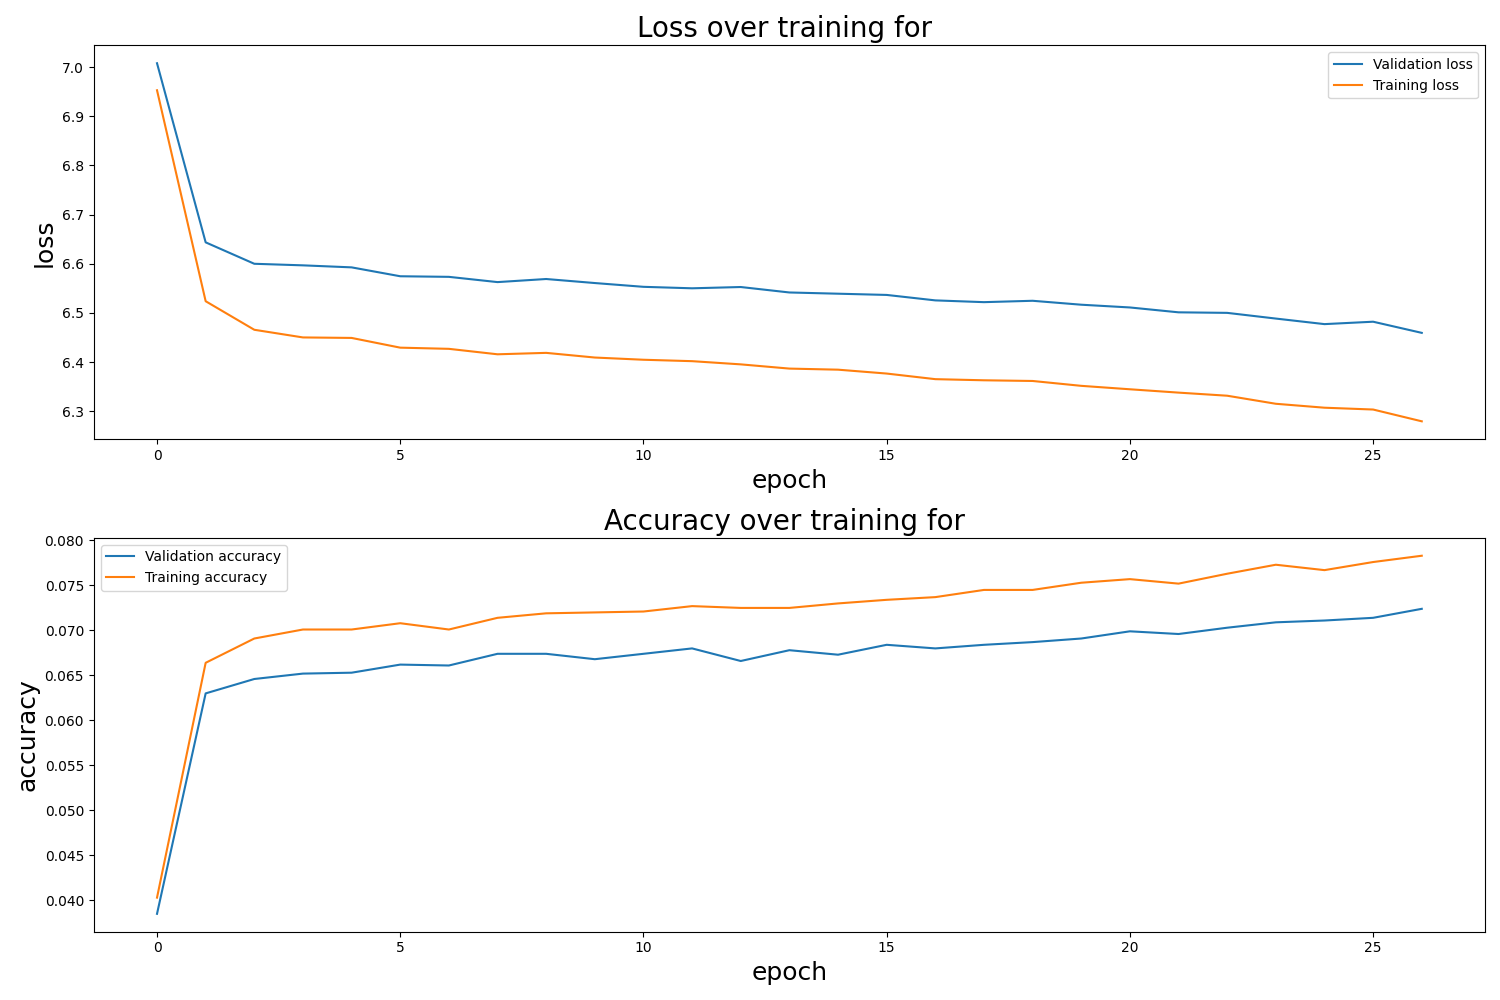 Loss over training for
loss
7.0
6.9
6.8
6.7
6.6
6.5
6.4
6.3
Validation loss
Training loss
0 5 10 15 20 25
epoch
Accuracy over training for
accuracy
0.080
0.075
0.070
0.065
0.060
0.055
0.050
0.045
0.040
Validation accuracy
Training accuracy
0 5 10 15 20 25
epoch